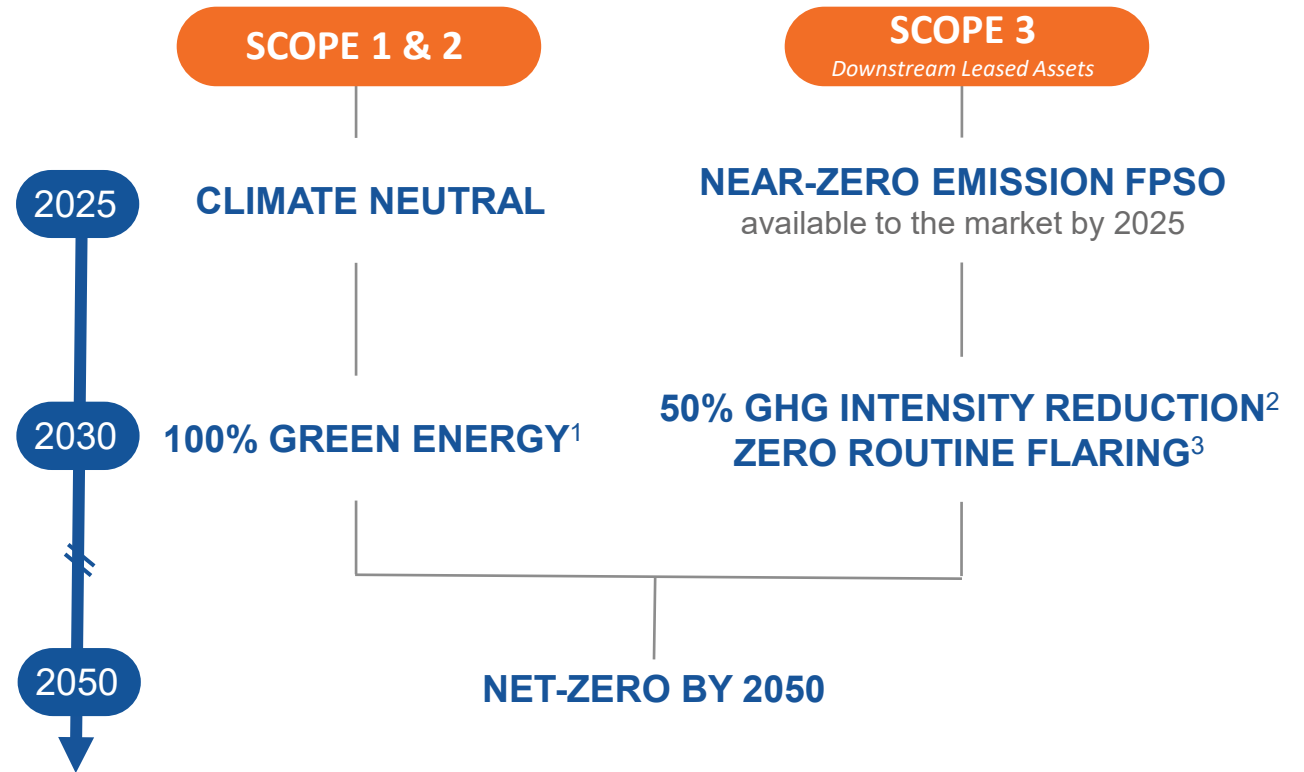 SCOPE 1 & 2
SCOPE 3
Downstream Leased Assets
2025
CLIMATE NEUTRAL
NEAR-ZERO EMISSION FPSO
available to the market by 2025
2030
100% GREEN ENERGY¹
50% GHG INTENSITY REDUCTION²
ZERO ROUTINE FLARING³
2050
NET-ZERO BY 2050